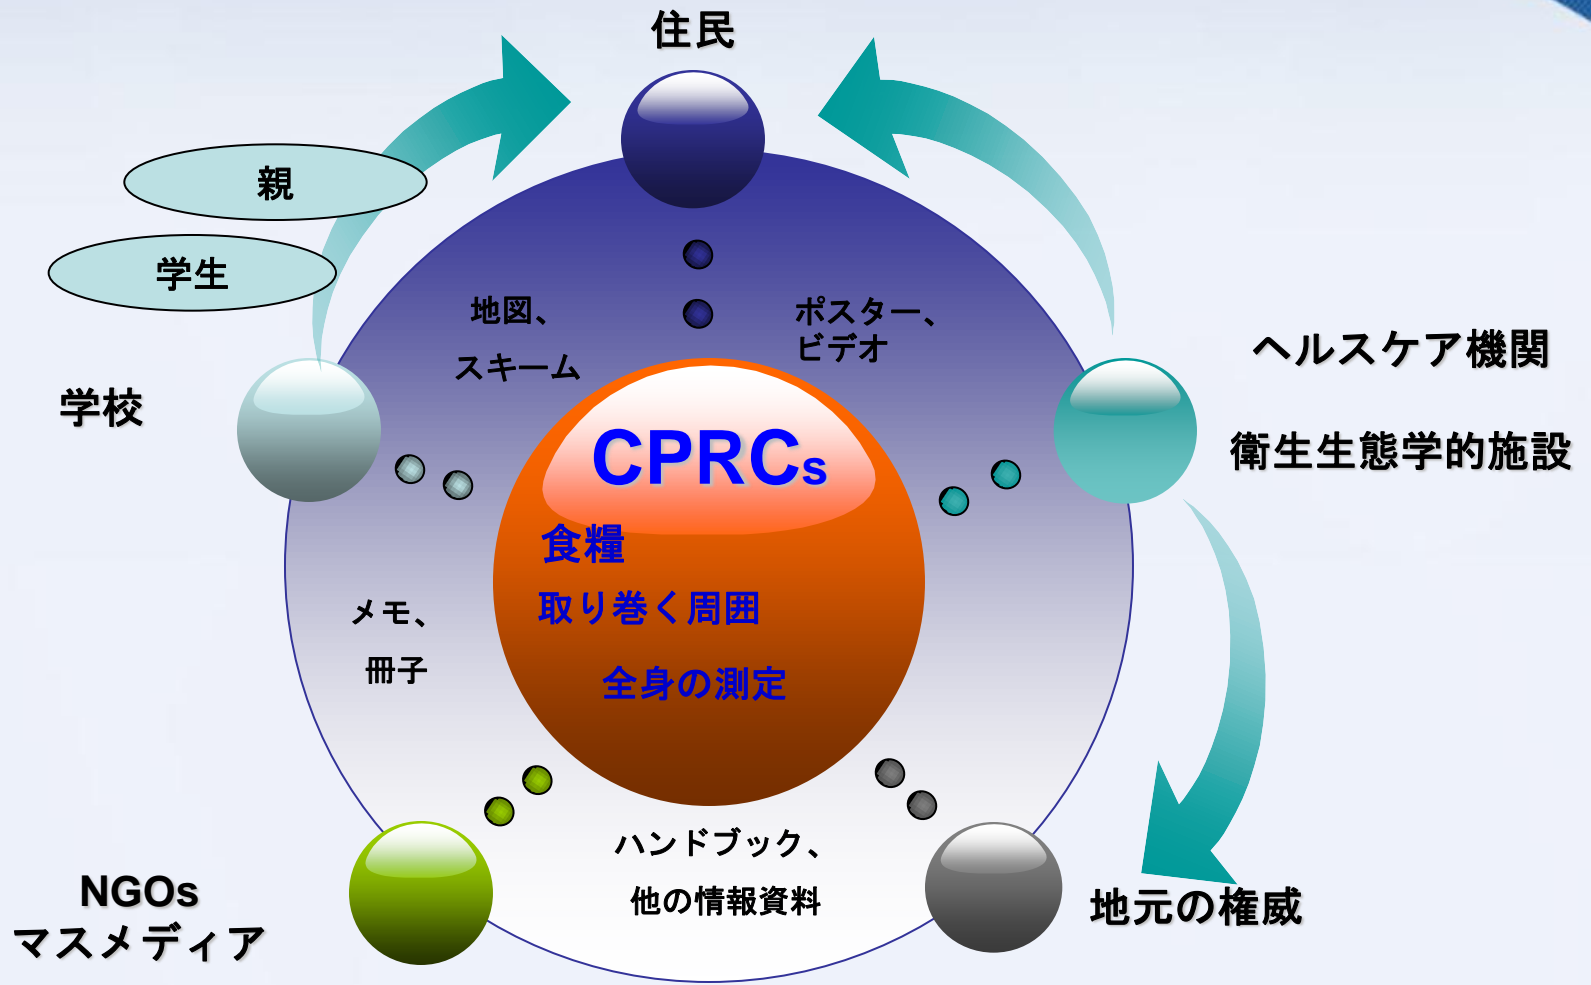 住民
親
学生
地図、
スキーム
ポスター、
ビデオ
学校
ヘルスケア機関
衛生生態学的施設
CPRCs
食糧
取り巻く周囲
全身の測定
メモ、
冊子
ハンドブック、
他の情報資料
NGOs
マスメディア
地元の権威